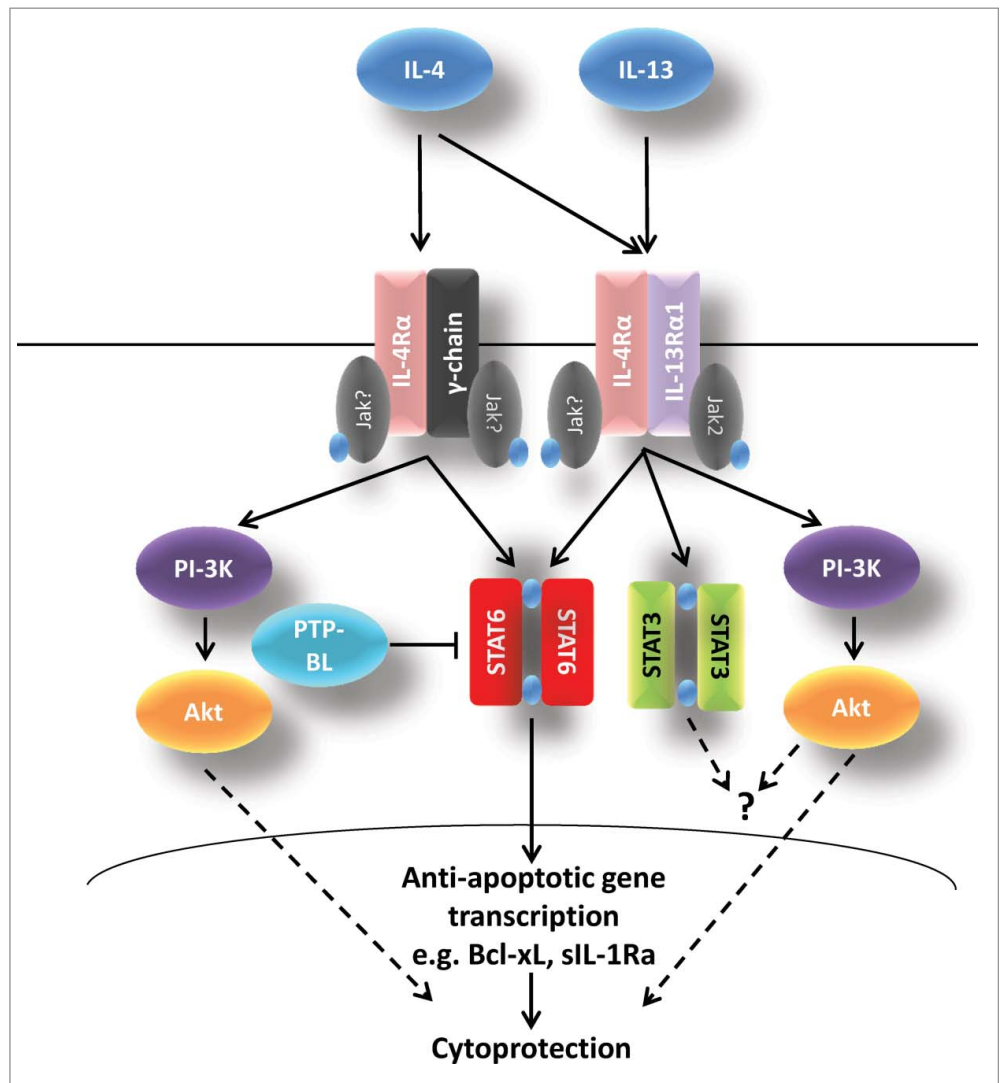 IL-4
IL-13
IL-4Rα
γ-chain
IL-4Rα
IL-13Rα1
Jak?
Jak?
Jak?
Jak2
PI-3K
PI-3K
PTP-
BL
STAT6
STAT6
STAT3
STAT3
Akt
Akt
?
Anti-apoptotic gene
transcription
e.g. Bcl-xL, sIL-1Ra
Cytoprotection